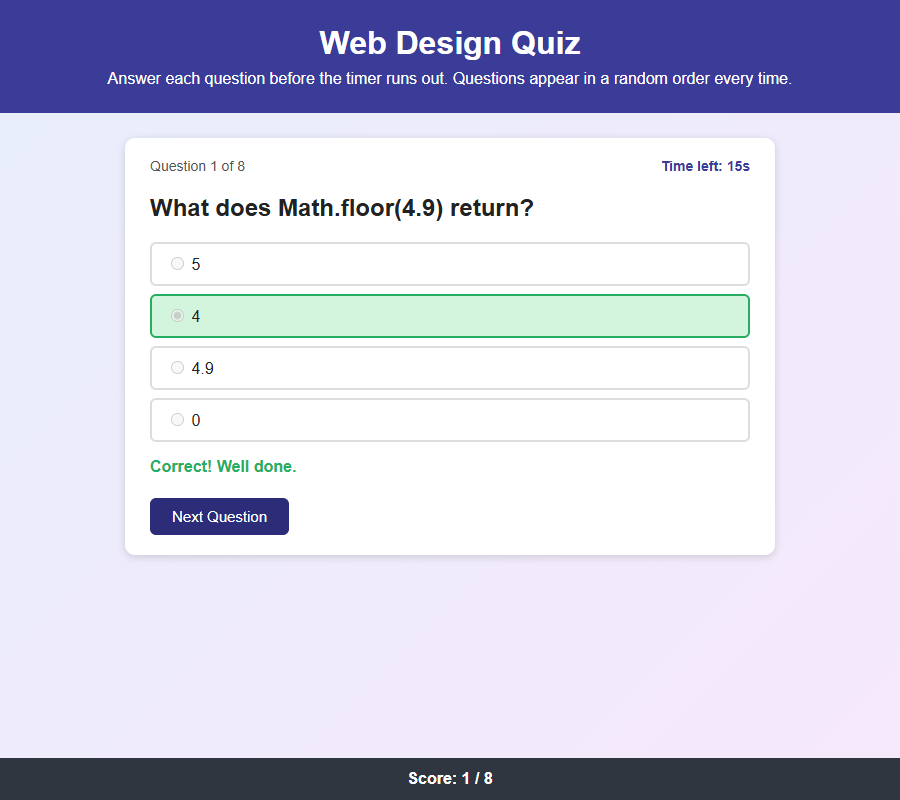 Web Design Quiz
Answer each question before the timer runs out. Questions appear in a random order every time.
Question 1 of 8
Time left: 15s
What does Math.floor(4.9) return?
5
4
4.9
0
Correct! Well done.
Next Question
Score: 1 / 8